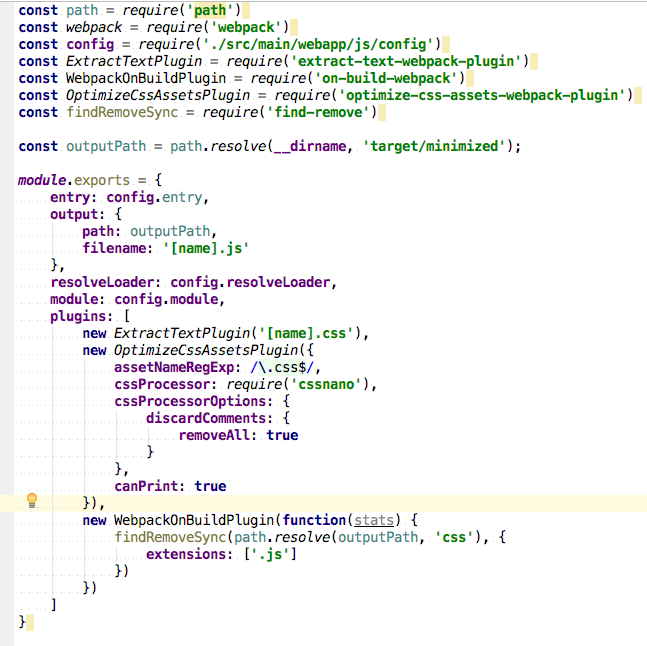 const path = require('path')
const webpack = require('webpack')
const config = require('./src/main/webapp/js/config')
const ExtractTextPlugin = require('extract-text-webpack-plugin')
const WebpackOnBuildPlugin = require('on-build-webpack')
const OptimizeCssAssetsPlugin = require('optimize-css-assets-webpack-plugin')
const findRemoveSync = require('find-remove')

const outputPath = path.resolve(__dirname, 'target/minimized');

module.exports = {
    entry: config.entry,
    output: {
        path: outputPath,
        filename: '[name].js'
    },
    resolveLoader: config.resolveLoader,
    module: config.module,
    plugins: [
        new ExtractTextPlugin('[name].css'),
        new OptimizeCssAssetsPlugin({
            assetNameRegExp: /\.css$/,
            cssProcessor: require('cssnano'),
            cssProcessorOptions: {
                discardComments: {
                    removeAll: true
                }
            },
            canPrint: true
        }),
        new WebpackOnBuildPlugin(function(stats) {
            findRemoveSync(path.resolve(outputPath, 'css'), {
                extensions: ['.js']
            })
        })
    ]
}